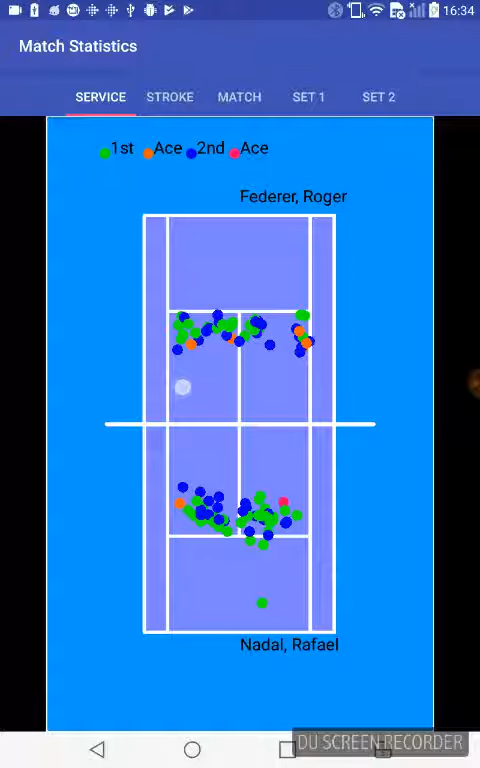 16:34
Match Statistics
SERVICE STROKE MATCH SET 1 SET 2
1st Ace 2nd Ace
Federer, Roger
Nadal, Rafael
DU SCREEN RECORDER